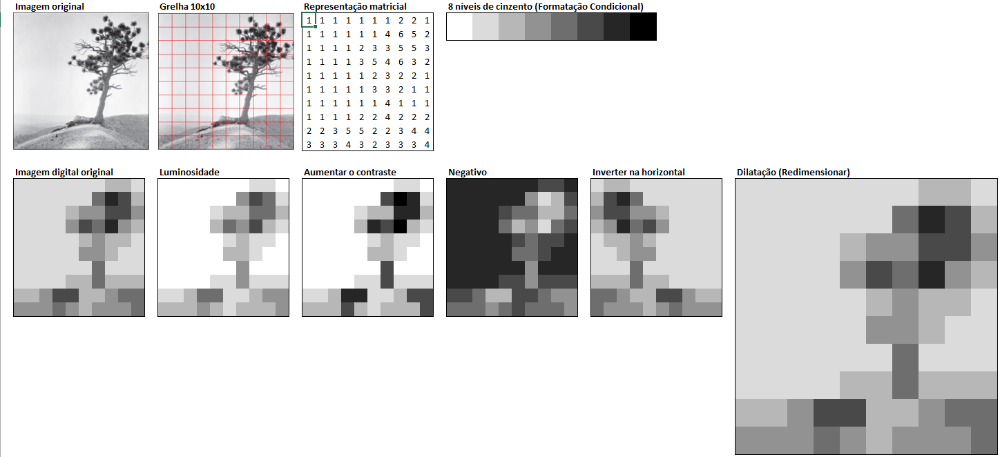 Imagem original
Grelha 10x10
Representação matricial
8 níveis de cinzento (Formatação Condicional)
1 1 1 1 1 1 1 2 2 1
1 1 1 1 1 1 4 6 5 2
1 1 1 1 2 3 3 5 5 3
1 1 1 1 3 5 4 6 3 2
1 1 1 1 1 2 3 2 2 1
1 1 1 1 1 3 3 2 1 1
1 1 1 1 1 1 4 1 1 1
1 1 1 1 2 2 4 2 2 2
2 2 3 5 5 2 2 3 4 4
3 3 3 4 3 2 3 3 3 4
Imagem digital original
Luminosidade
Aumentar o contraste
Negativo
Inverter na horizontal
Dilatação (Redimensionar)